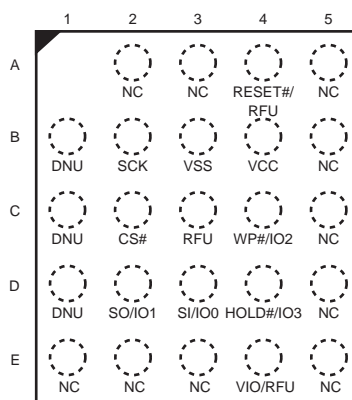 1 2 3 4 5
A
NC NC RESET#/ NC
RFU
B
DNU SCK VSS VCC NC
C
DNU CS# RFU WP#/IO2 NC
D
DNU SO/IO1 SI/IO0 HOLD#/IO3 NC
E
NC NC NC VIO/RFU NC